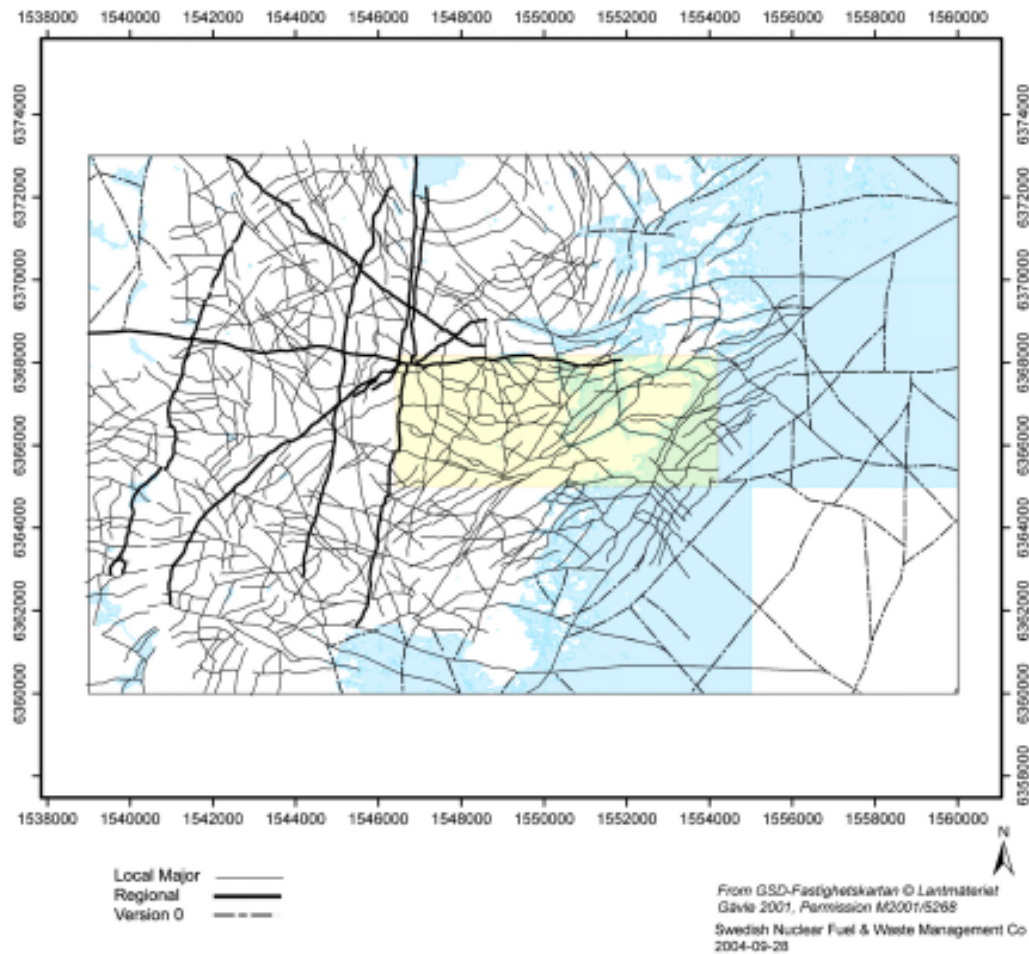 1538000 1540000 1542000 1544000 1546000 1548000 1550000 1552000 1554000 1556000 1558000 1560000
6374000 6374000
6372000 6372000
6370000 6370000
6368000 6368000
6366000 6366000
6364000 6364000
6362000 6362000
6360000 6360000
6358000
1538000 1540000 1542000 1544000 1546000 1548000 1550000 1552000 1554000 1556000 1558000 1560000
N
Local Major
Regional
Version 0
From GSD-Fastighetskartan © Lantmäteriet
Gävle 2001, Permission M2001/5268
Swedish Nuclear Fuel & Waste Management Co
2004-09-28